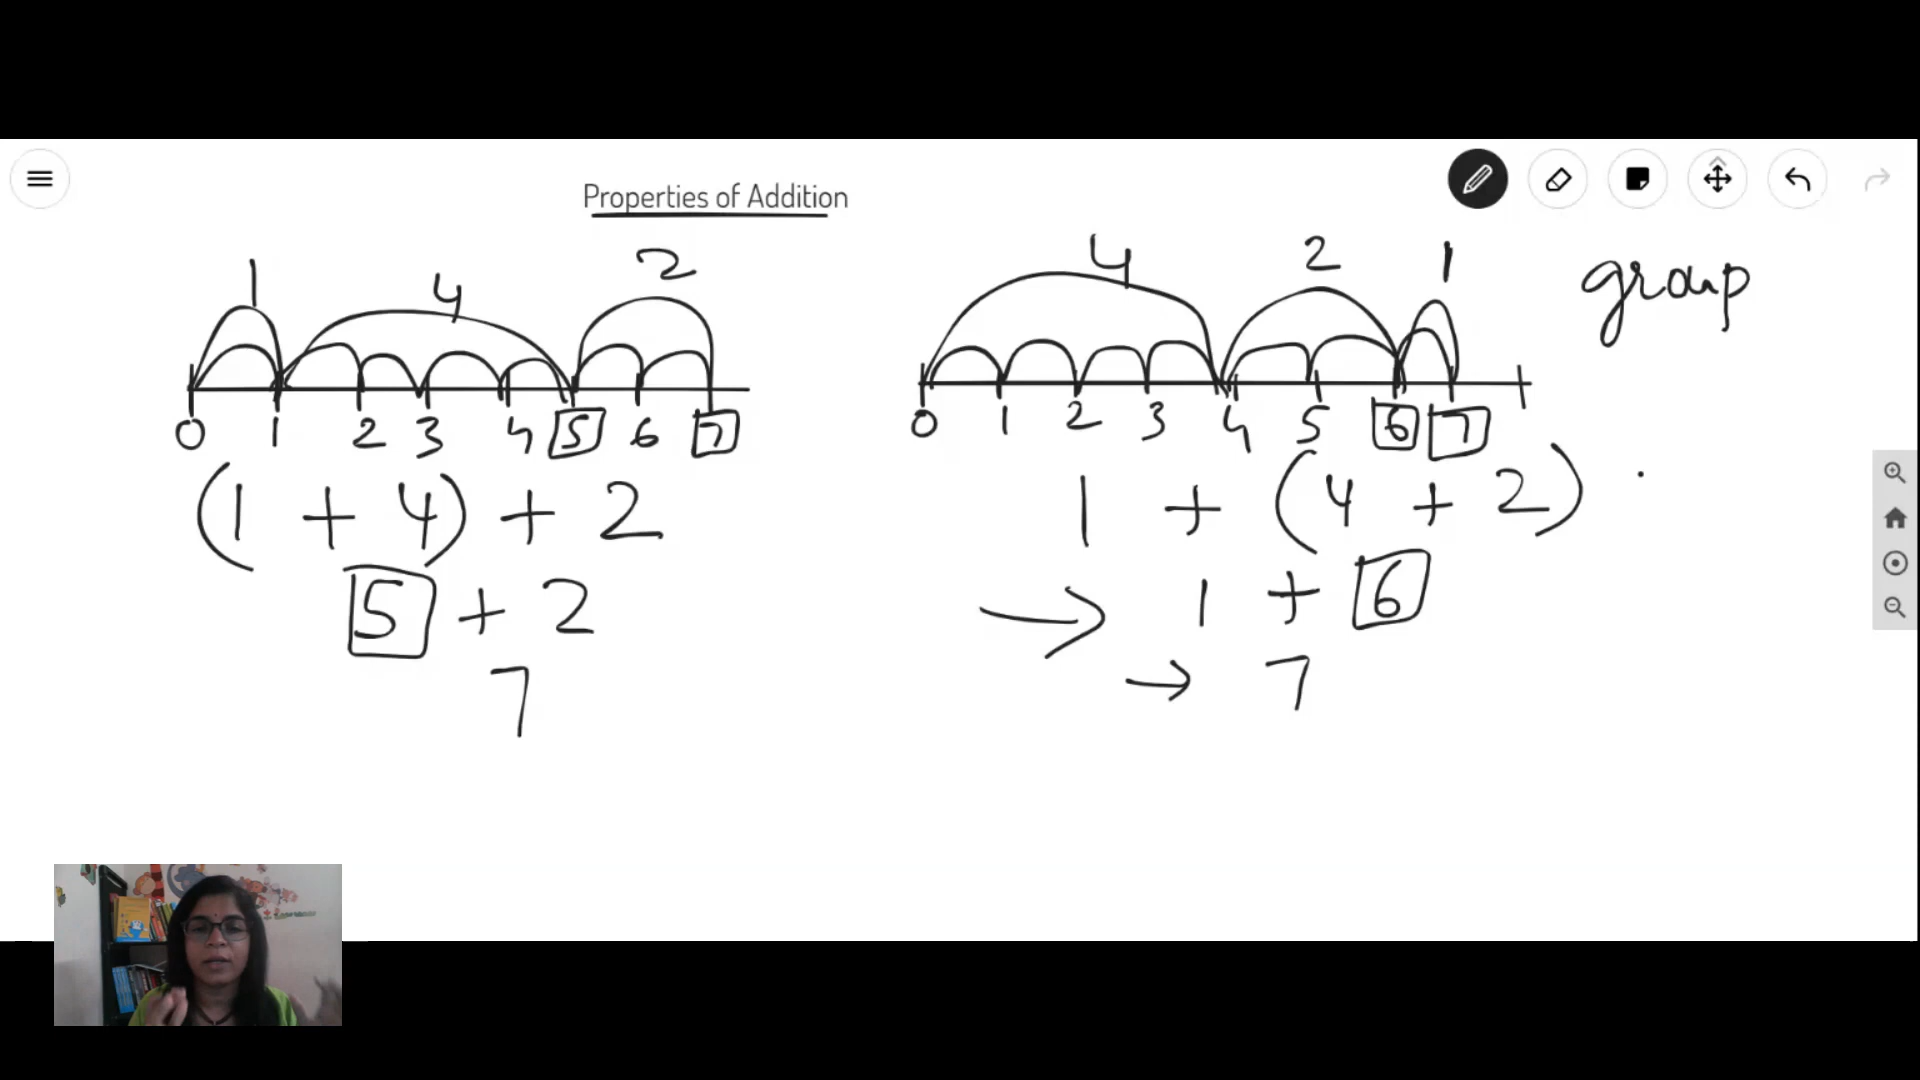 Properties of Addition
1 4 2
0 1 2 3 4 5 6 7
(1 + 4) + 2
5 + 2
7
4 2 1
0 1 2 3 4 5 6 7
1 + (4 + 2)
→ 1 + 6
→ 7
group